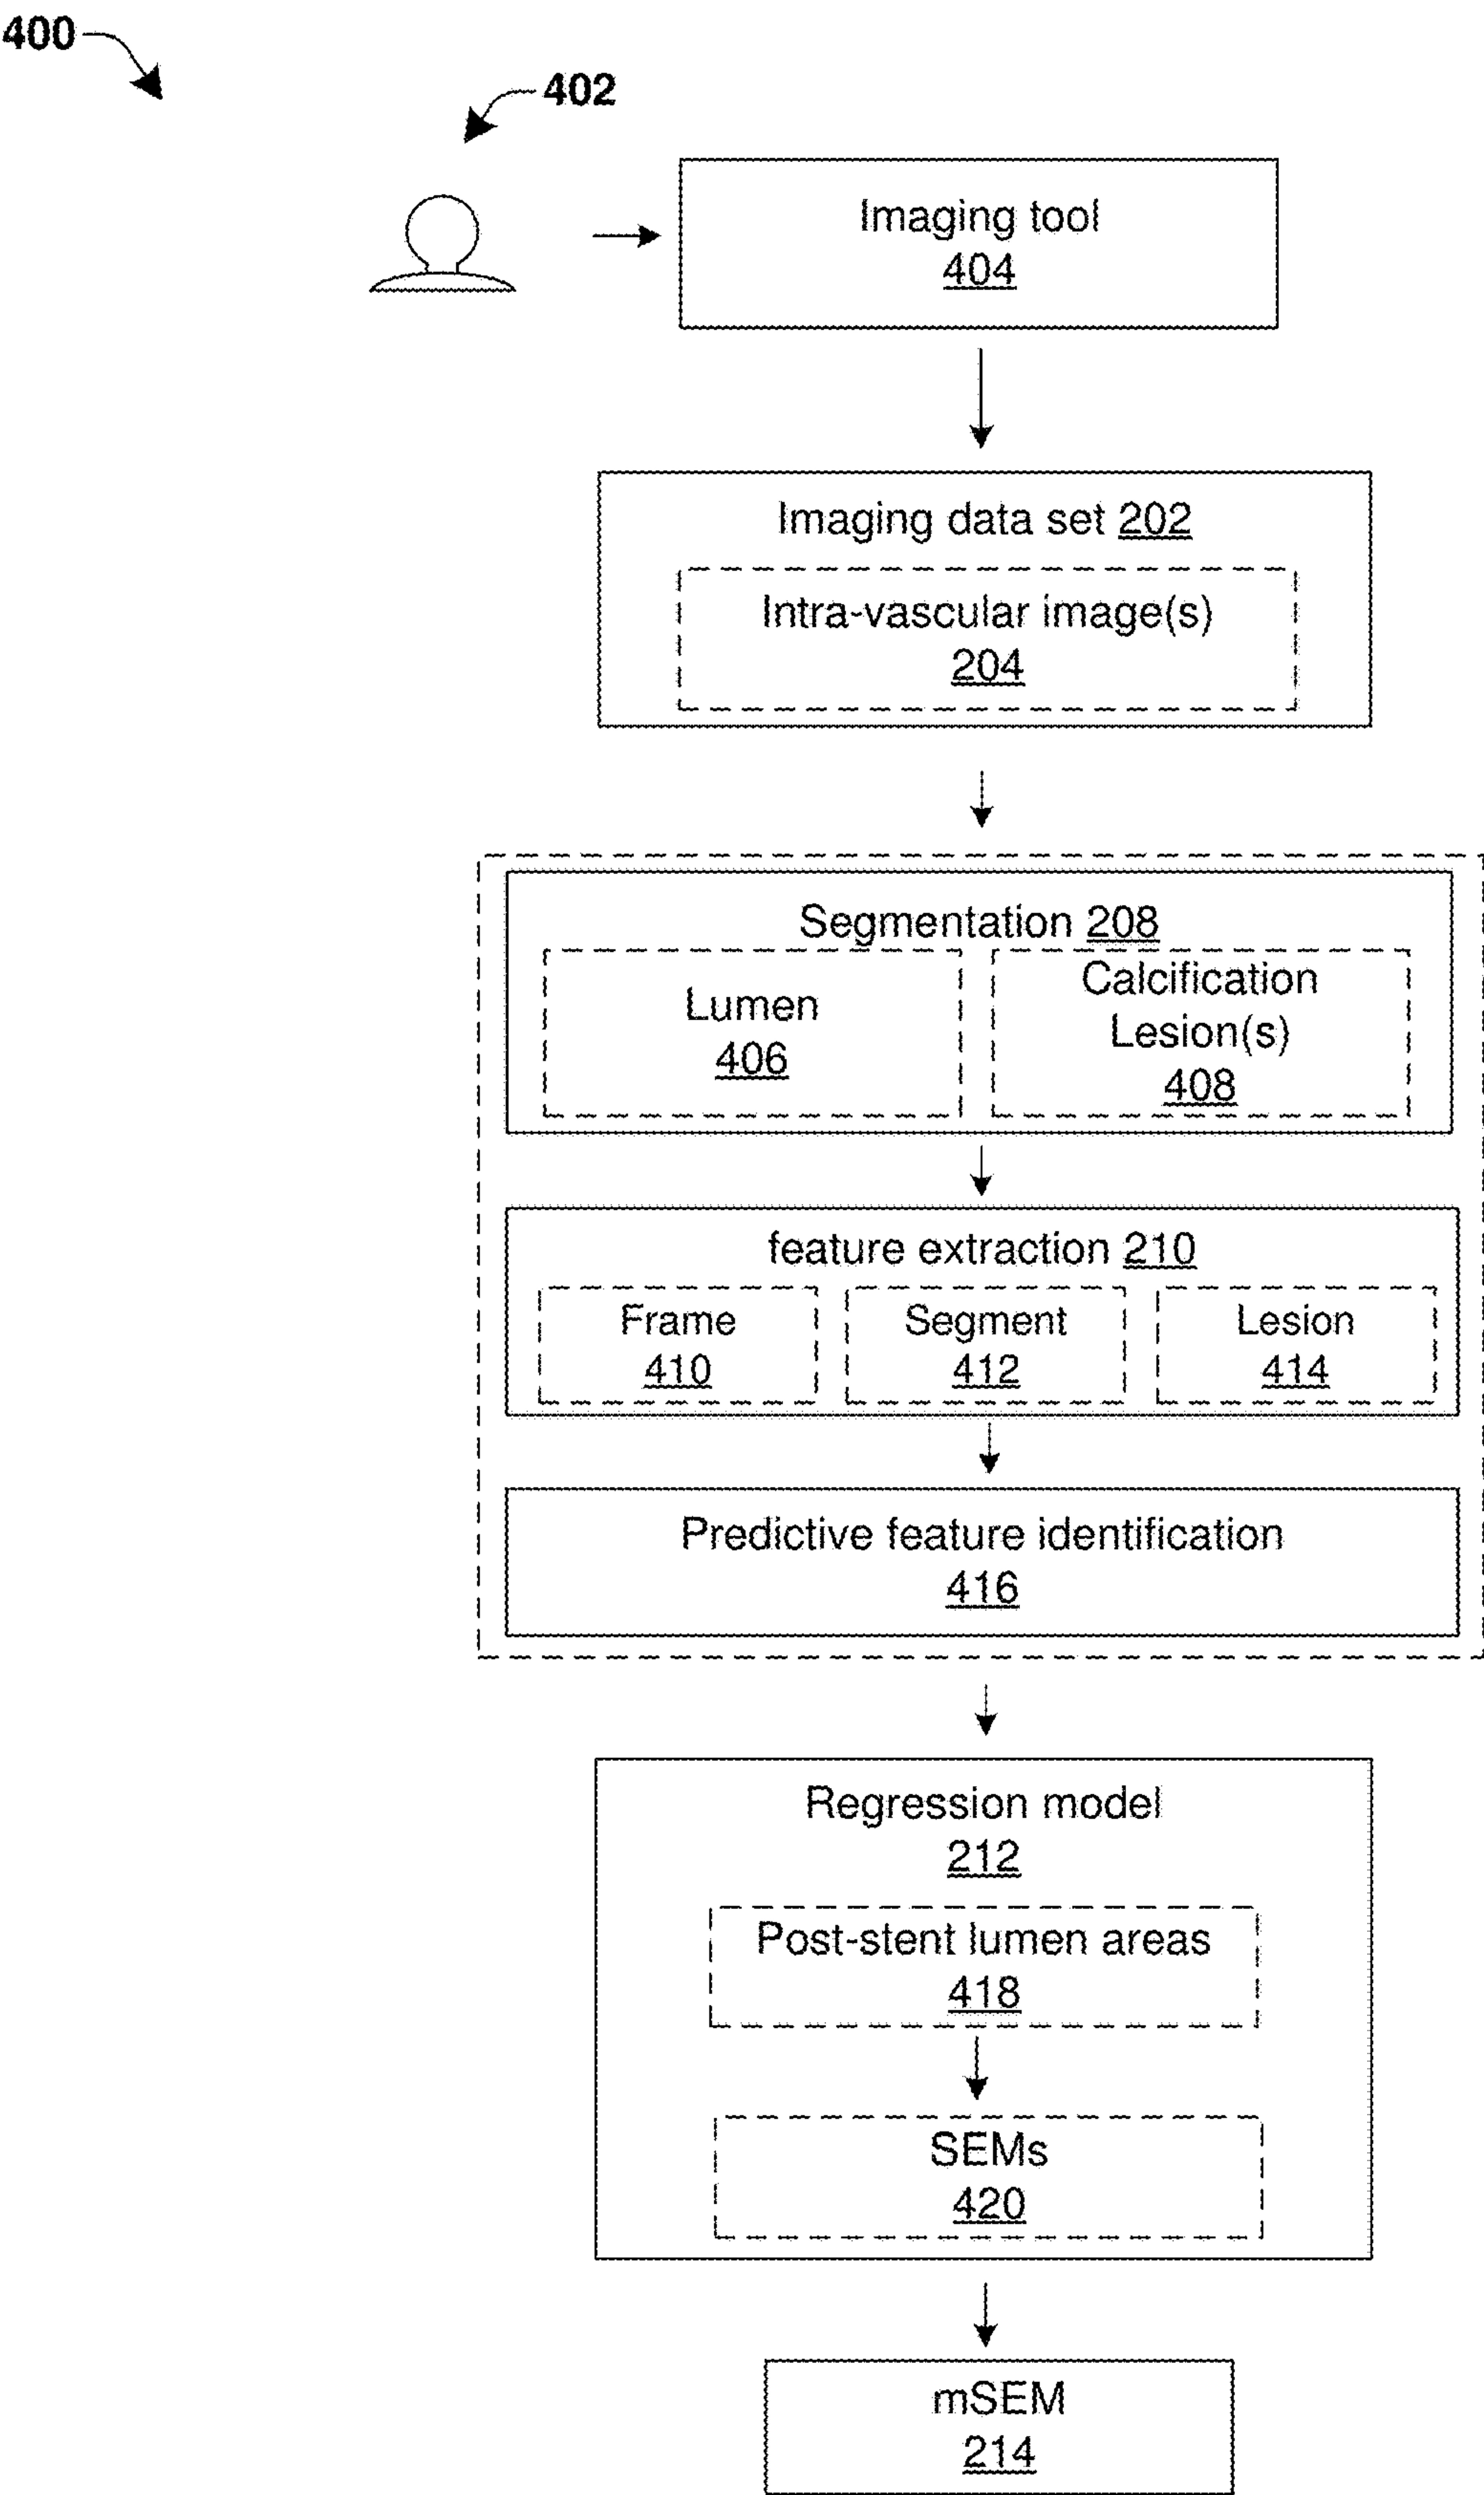 400
402
Imaging tool
404
Imaging data set 202
Intra-vascular image(s)
204
Segmentation 208
Lumen
406
Calcification
Lesion(s)
408
feature extraction 210
Frame
410
Segment
412
Lesion
414
Predictive feature identification
416
Regression model
212
Post-stent lumen areas
418
SEMs
420
mSEM
214